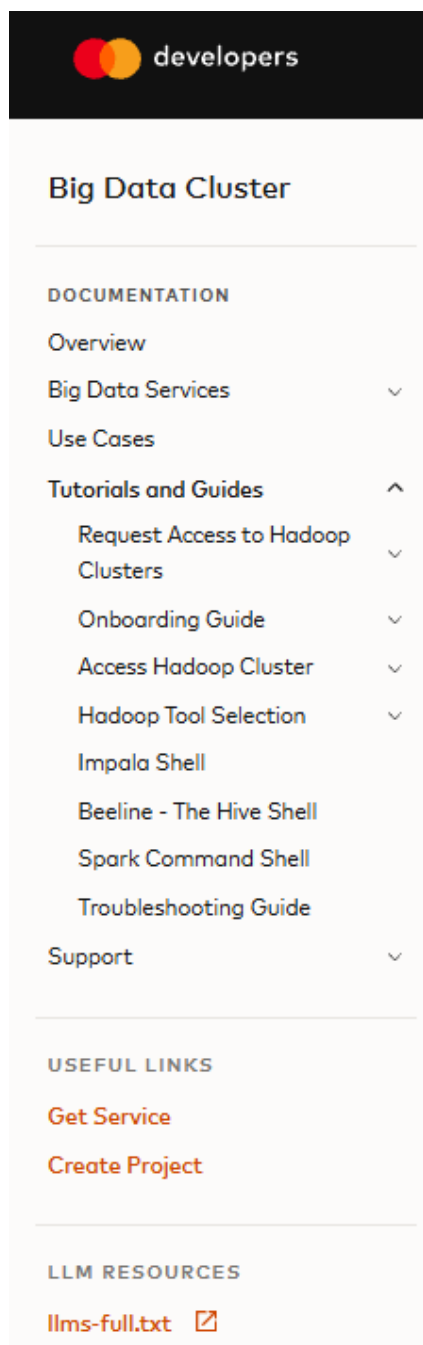 developers
Big Data Cluster
DOCUMENTATION
Overview
Big Data Services
Use Cases
Tutorials and Guides
Request Access to Hadoop
Clusters
Onboarding Guide
Access Hadoop Cluster
Hadoop Tool Selection
Impala Shell
Beeline - The Hive Shell
Spark Command Shell
Troubleshooting Guide
Support
USEFUL LINKS
Get Service
Create Project
LLM RESOURCES
llms-full.txt